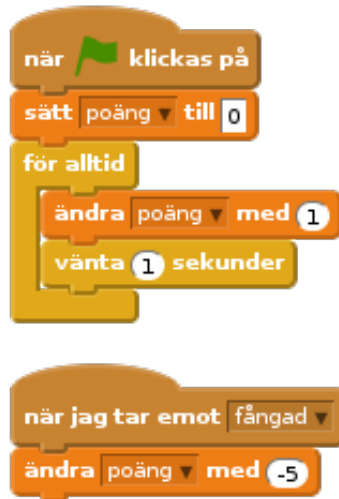 när klickas på
sätt poäng till 0
för alltid
ändra poäng med 1
vänta 1 sekunder
när jag tar emot fångad
ändra poäng med -5